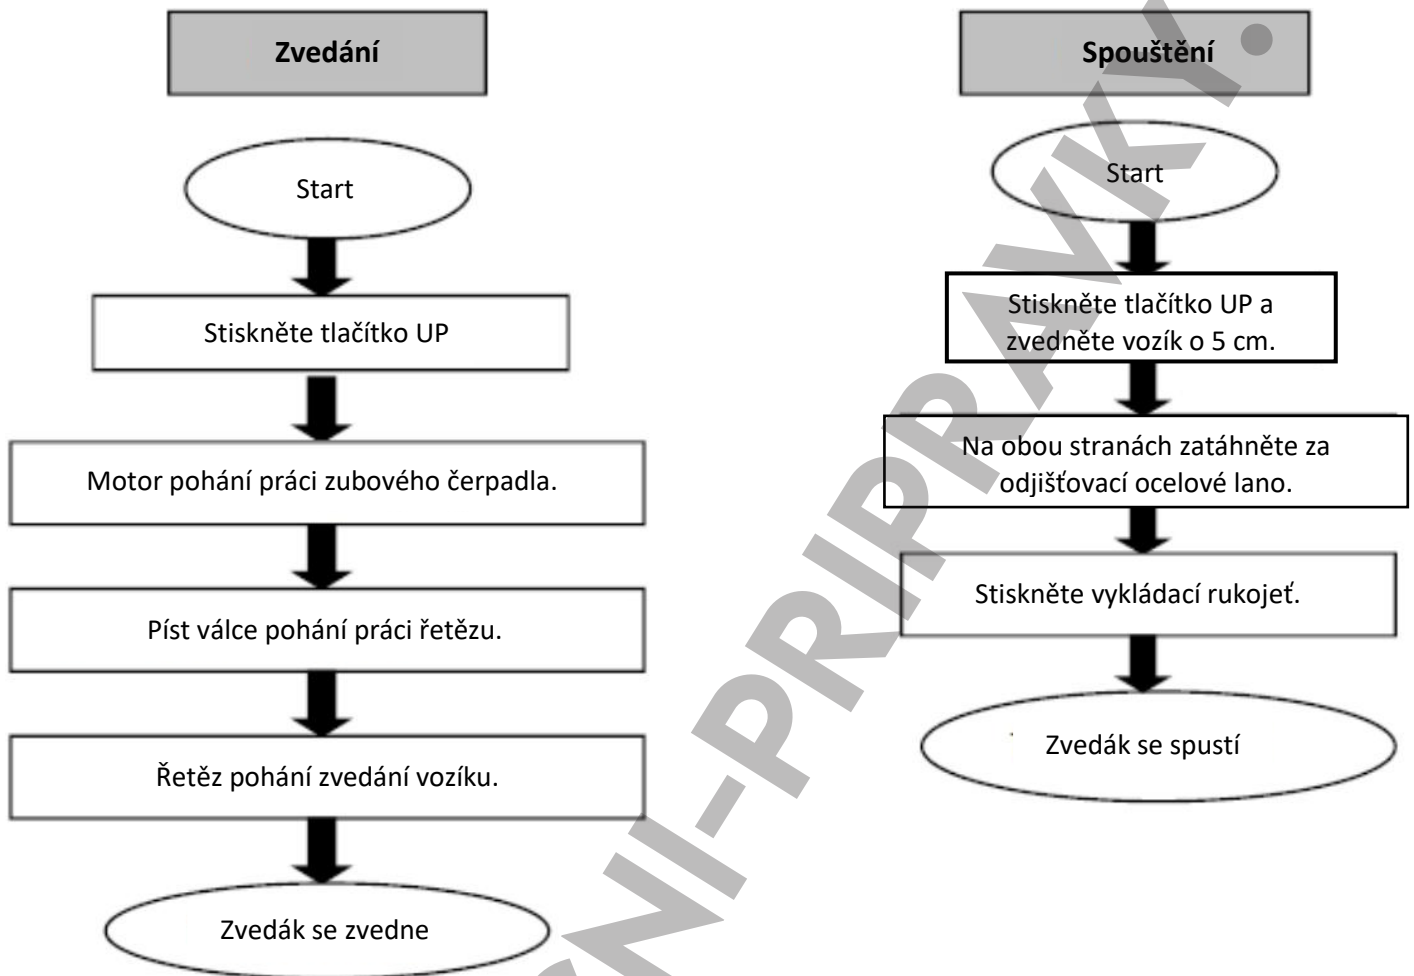 Zvedání
Start
Stiskněte tlačítko UP
Motor pohání práci zubového čerpadla.
Píst válce pohání práci řetězu.
Řetěz pohání zvedání vozíku.
Zvedák se zvedne
Spouštění
Start
Stiskněte tlačítko UP a
zvedněte vozík o 5 cm.
Na obou stranách zatáhněte za
odjišťovací ocelové lano.
Stiskněte vykládací rukojeť.
Zvedák se spustí
SNI-PRIPRAVKY.